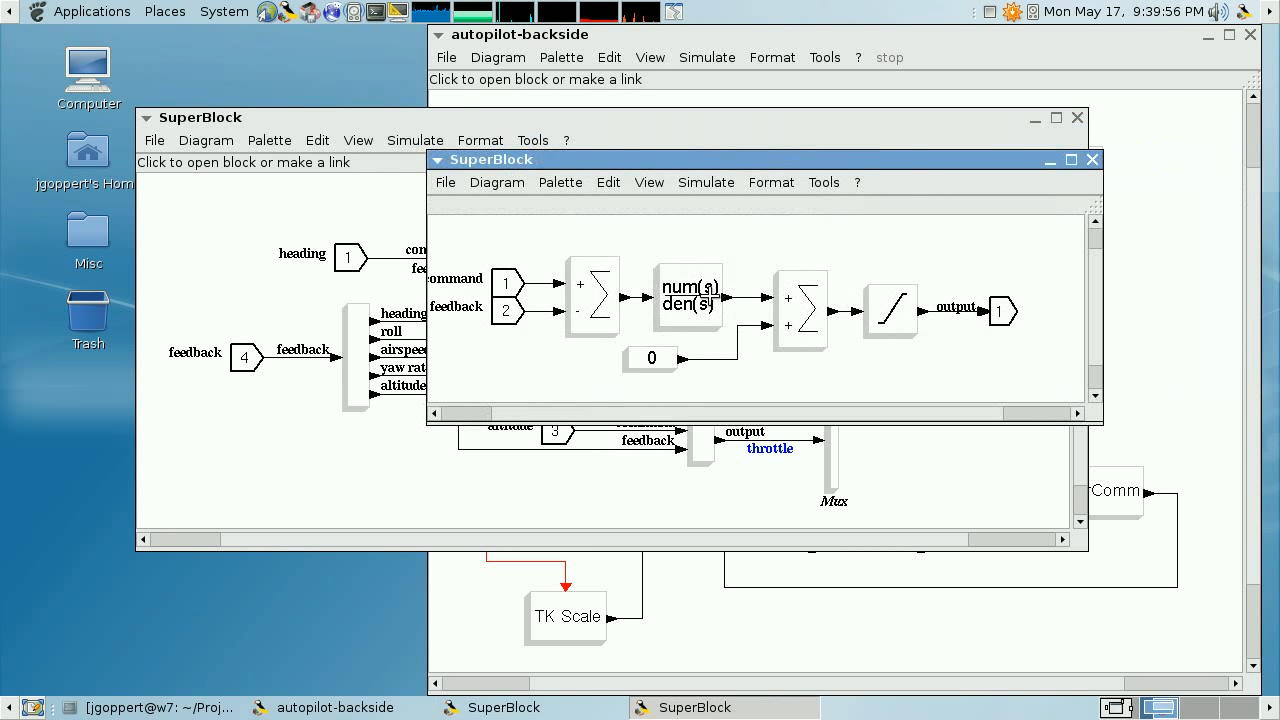 Applications Places System Mon May 17, 9:39:56 PM
autopilot-backside
File Diagram Palette Edit View Simulate Format Tools ? stop
Click to open block or make a link
Computer
jgoppert's Hom
Misc
Trash
SuperBlock
File Diagram Palette Edit View Simulate Format Tools ?
Click to open block or make a link
SuperBlock
File Diagram Palette Edit View Simulate Format Tools ?
heading 1
feedback 4 feedback
heading
roll
yaw rat
altitude
ommand 1
feedback 2
+
-
Σ
num(s)
den(s)
0
+
+
Σ
output 1
3
feedback
output
throttle
Mux
Comm
TK Scale
[jgoppert@w7: ~/Proj... autopilot-backside SuperBlock SuperBlock